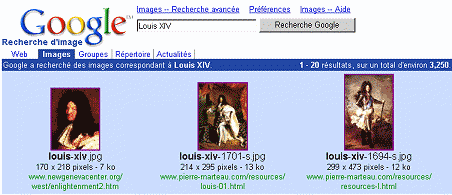 Images -- Recherche avancée Préférences Images -- Aide
Google™
Louis XIV Recherche Google
Recherche d'image
Web Images Groupes Répertoire Actualités
Google a recherché des images correspondant à Louis XIV. 1 - 20 résultats, sur un total d'environ 3,250.
louis-xiv.jpg louis-xiv-1701-s.jpg louis-xiv-1694-s.jpg
170 x 218 pixels - 7 ko 214 x 295 pixels - 13 ko 299 x 473 pixels - 12 ko
www.newgenevacenter.org/ www.pierre-marteau.com/resources/ www.pierre-marteau.com/resources/
west/enlightenment2.htm louis-01.html resources-l.html